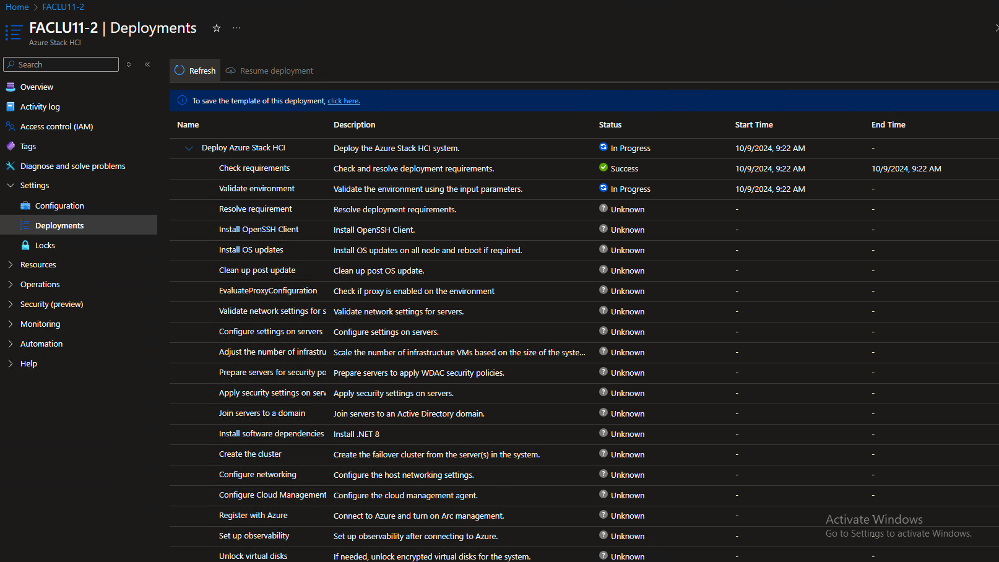 Home > FACLU11-2
FACLU11-2 | Deployments
Azure Stack HCI
Search
Overview
Activity log
Access control (IAM)
Tags
Diagnose and solve problems
Settings
Configuration
Deployments
Locks
Resources
Operations
Security (preview)
Monitoring
Automation
Help
Refresh Resume deployment
To save the template of this deployment, click here.
Name Description Status Start Time End Time
Deploy Azure Stack HCI Deploy the Azure Stack HCI system. In Progress 10/9/2024, 9:22 AM -
Check requirements Check and resolve deployment requirements. Success 10/9/2024, 9:22 AM 10/9/2024, 9:22 AM
Validate environment Validate the environment using the input parameters. In Progress 10/9/2024, 9:22 AM -
Resolve requirement Resolve deployment requirements. Unknown - -
Install OpenSSH Client Install OpenSSH Client. Unknown - -
Install OS updates Install OS updates on all node and reboot if required. Unknown - -
Clean up post update Clean up post OS update. Unknown - -
EvaluateProxyConfiguration Check if proxy is enabled on the environment Unknown - -
Validate network settings for s Validate network settings for servers. Unknown - -
Configure settings on servers Configure settings on servers. Unknown - -
Adjust the number of infrastru Scale the number of infrastructure VMs based on the size of the syste... Unknown - -
Prepare servers for security po Prepare servers to apply WDAC security policies. Unknown - -
Apply security settings on serv Apply security settings on servers. Unknown - -
Join servers to a domain Join servers to an Active Directory domain. Unknown - -
Install software dependencies Install .NET 8 Unknown - -
Create the cluster Create the failover cluster from the server(s) in the system. Unknown - -
Configure networking Configure the host networking settings. Unknown - -
Configure Cloud Management Configure the cloud management agent. Unknown - -
Register with Azure Connect to Azure and turn on Arc management. Unknown - -
Set up observability Set up observability after connecting to Azure. Unknown - -
Unlock virtual disks If needed, unlock encrypted virtual disks for the system. Unknown - -
Activate Windows
Go to Settings to activate Windows.